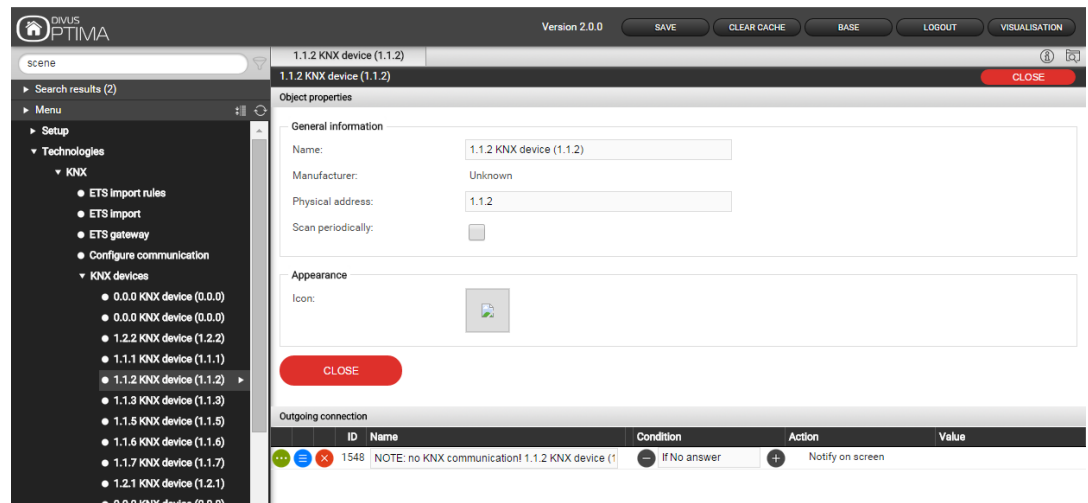 DIVUS
OPTIMA
Version 2.0.0
SAVE
CLEAR CACHE
BASE
LOGOUT
VISUALISATION
scene
1.1.2 KNX device (1.1.2)
1.1.2 KNX device (1.1.2)
CLOSE
Search results (2)
Menu
Setup
Technologies
KNX
ETS import rules
ETS import
ETS gateway
Configure communication
KNX devices
0.0.0 KNX device (0.0.0)
0.0.0 KNX device (0.0.0)
1.2.2 KNX device (1.2.2)
1.1.1 KNX device (1.1.1)
1.1.2 KNX device (1.1.2)
1.1.3 KNX device (1.1.3)
1.1.5 KNX device (1.1.5)
1.1.6 KNX device (1.1.6)
1.1.7 KNX device (1.1.7)
1.2.1 KNX device (1.2.1)
0.0.0 KNX device (0.0.0)
Object properties
General information
Name: 1.1.2 KNX device (1.1.2)
Manufacturer: Unknown
Physical address: 1.1.2
Scan periodically:
Appearance
Icon:
CLOSE
Outgoing connection
ID Name Condition Action Value
1548 NOTE: no KNX communication! 1.1.2 KNX device (1 If No answer Notify on screen